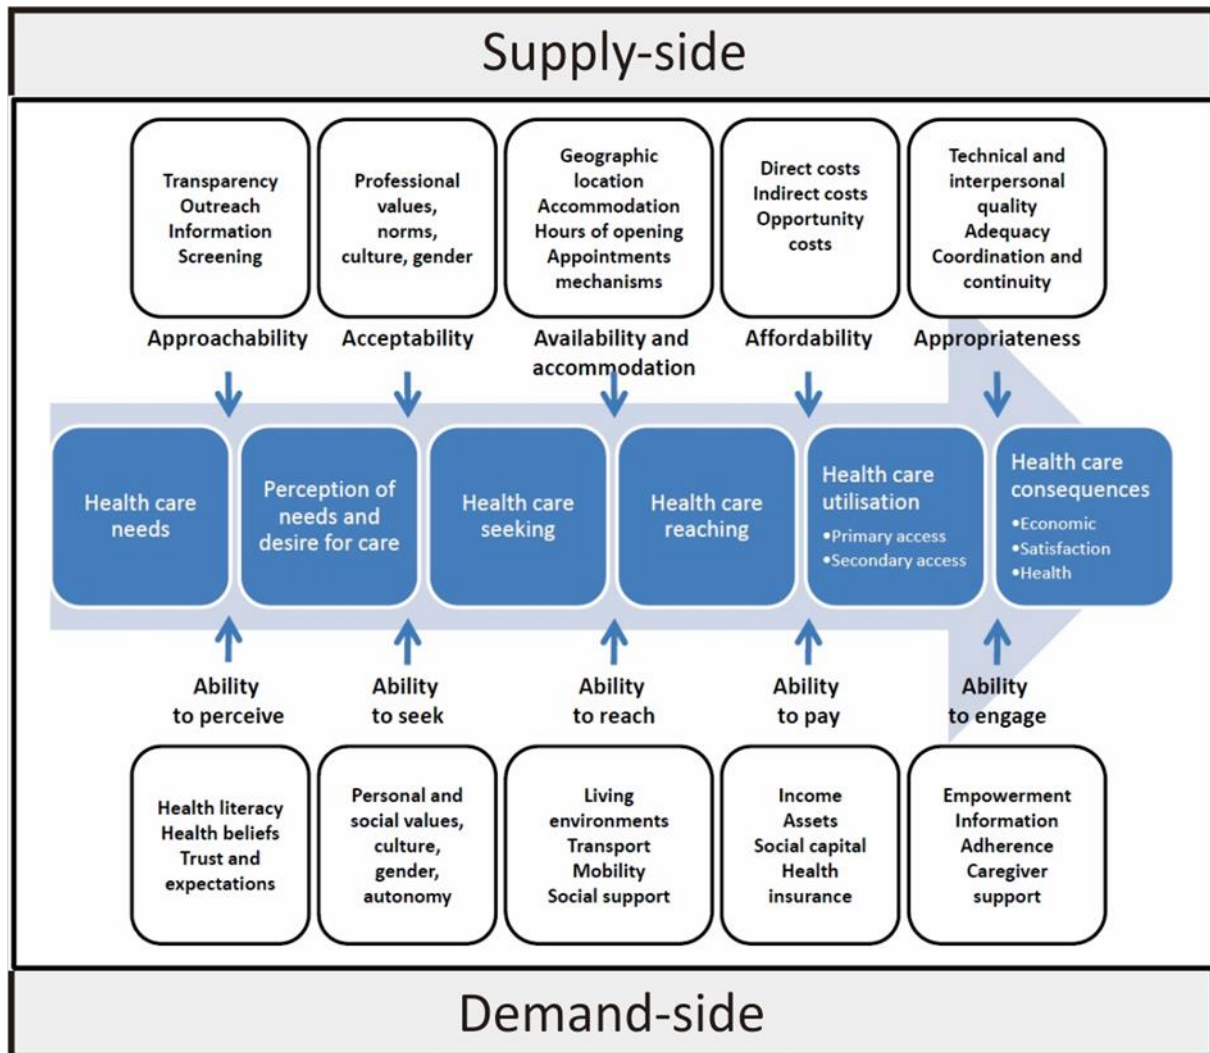 Supply-side
Transparency
Outreach
Information
Screening
Professional
values,
norms,
culture, gender
Geographic
location
Accommodation
Hours of opening
Appointments
mechanisms
Direct costs
Indirect costs
Opportunity
costs
Technical and
interpersonal
quality
Adequacy
Coordination and
continuity
Approachability
Acceptability
Availability and
accommodation
Affordability
Appropriateness
Health care
needs
Perception of
needs and
desire for care
Health care
seeking
Health care
reaching
Health care
utilisation
•Primary access
•Secondary access
Health care
consequences
•Economic
•Satisfaction
•Health
Ability
to perceive
Ability
to seek
Ability
to reach
Ability
to pay
Ability
to engage
Health literacy
Health beliefs
Trust and
expectations
Personal and
social values,
culture,
gender,
autonomy
Living
environments
Transport
Mobility
Social support
Income
Assets
Social capital
Health
insurance
Empowerment
Information
Adherence
Caregiver
support
Demand-side